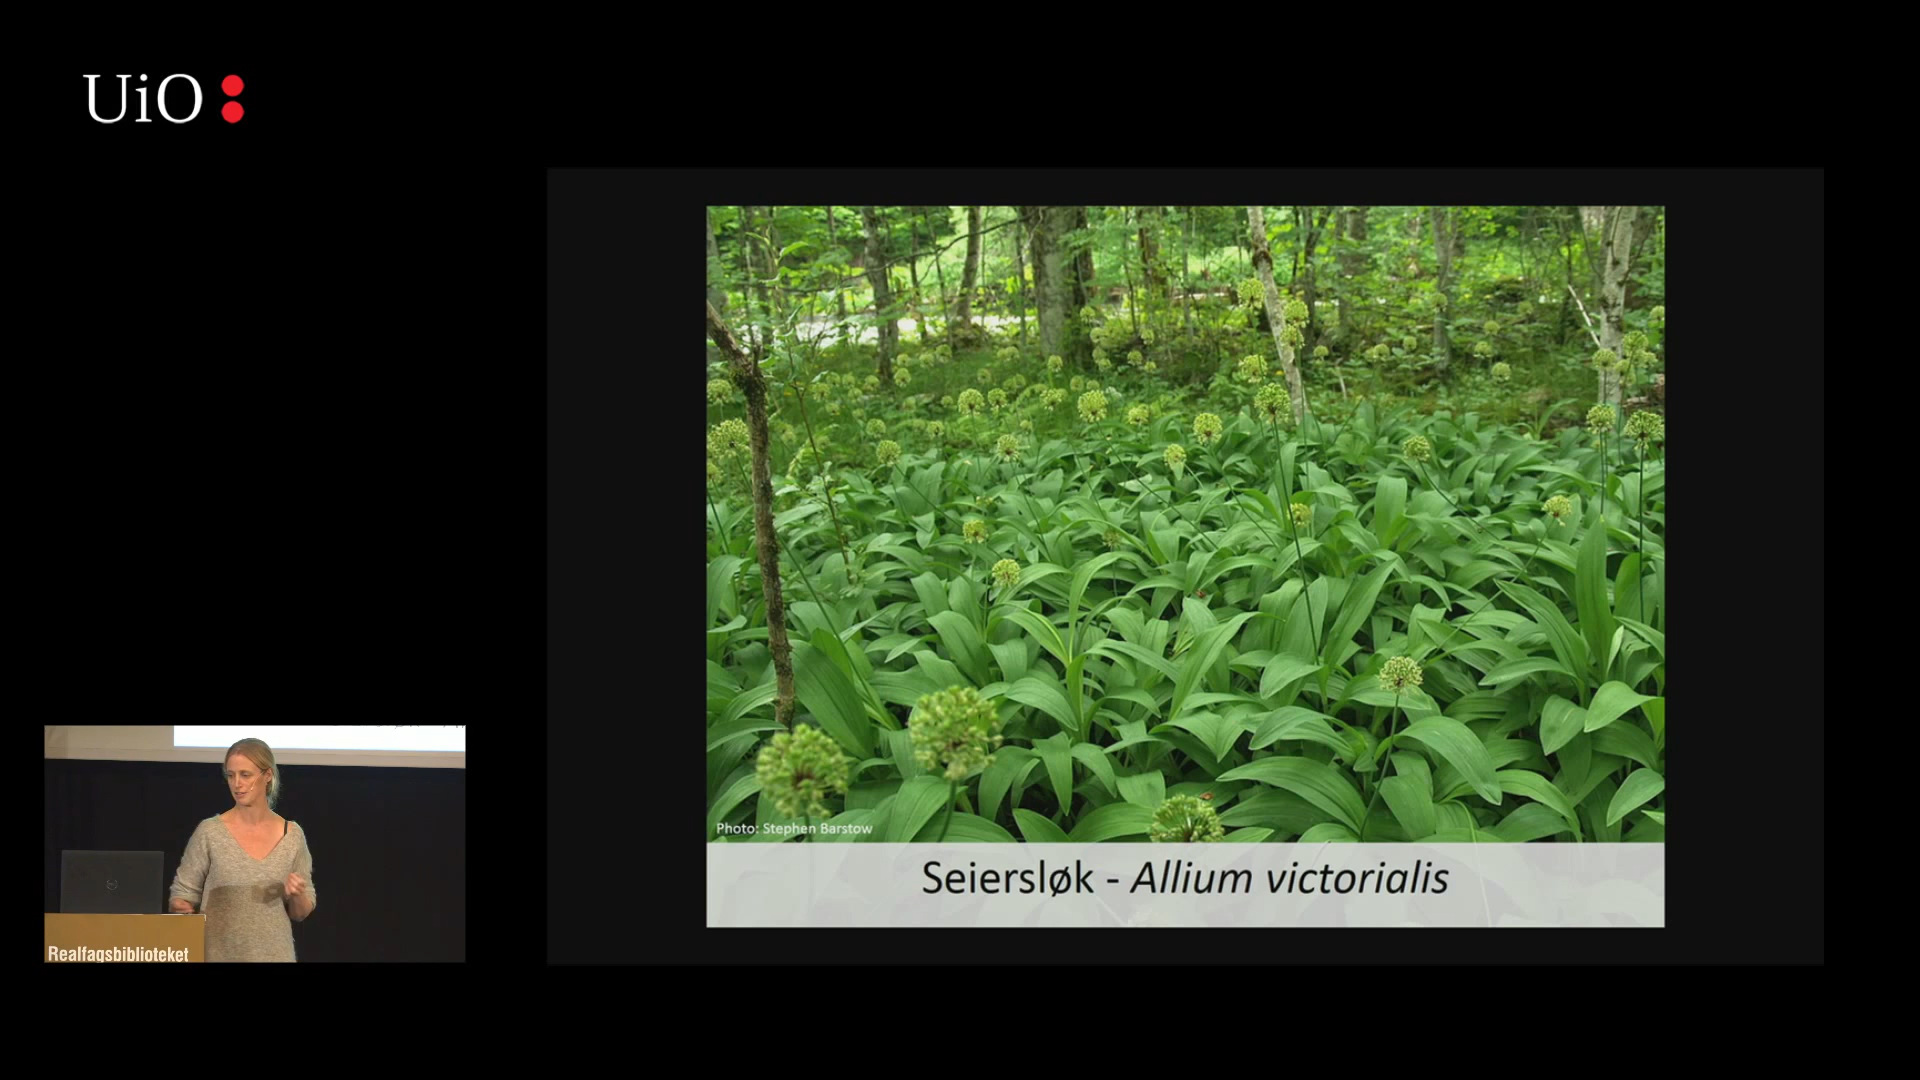 UiO
Photo: Stephen Barstow
Seiersløk - Allium victorialis
Realfagsbiblioteket